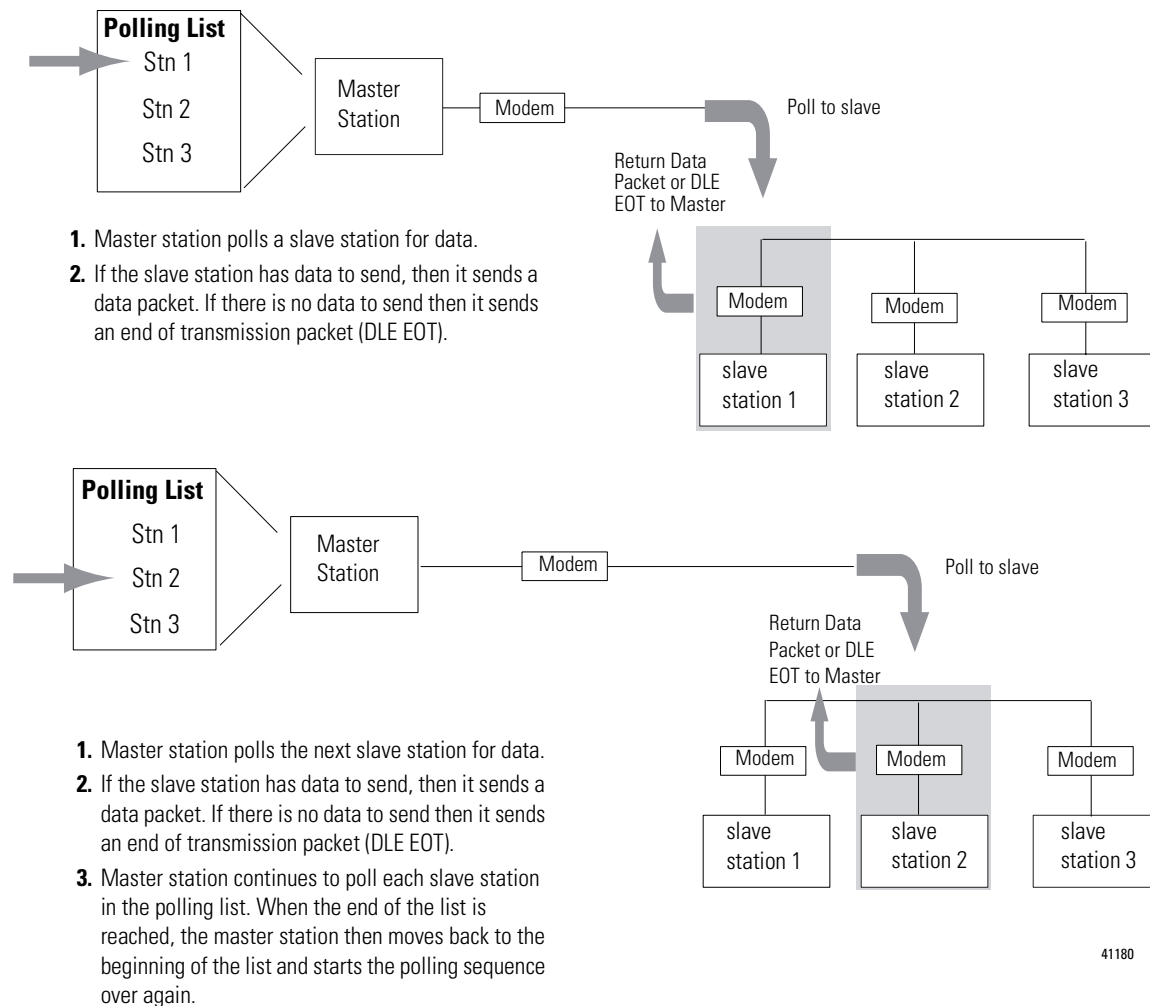 Polling List
Stn 1
Stn 2
Stn 3
Master
Station
Modem
Poll to slave
Return Data
Packet or DLE
EOT to Master
1. Master station polls a slave station for data.
2. If the slave station has data to send, then it sends a
data packet. If there is no data to send then it sends
an end of transmission packet (DLE EOT).
Modem
Modem
Modem
slave
station 1
slave
station 2
slave
station 3
Polling List
Stn 1
Stn 2
Stn 3
Master
Station
Modem
Poll to slave
Return Data
Packet or DLE
EOT to Master
1. Master station polls the next slave station for data.
2. If the slave station has data to send, then it sends a
data packet. If there is no data to send then it sends
an end of transmission packet (DLE EOT).
3. Master station continues to poll each slave station
in the polling list. When the end of the list is
reached, the master station then moves back to the
beginning of the list and starts the polling sequence
over again.
Modem
Modem
Modem
slave
station 1
slave
station 2
slave
station 3
41180